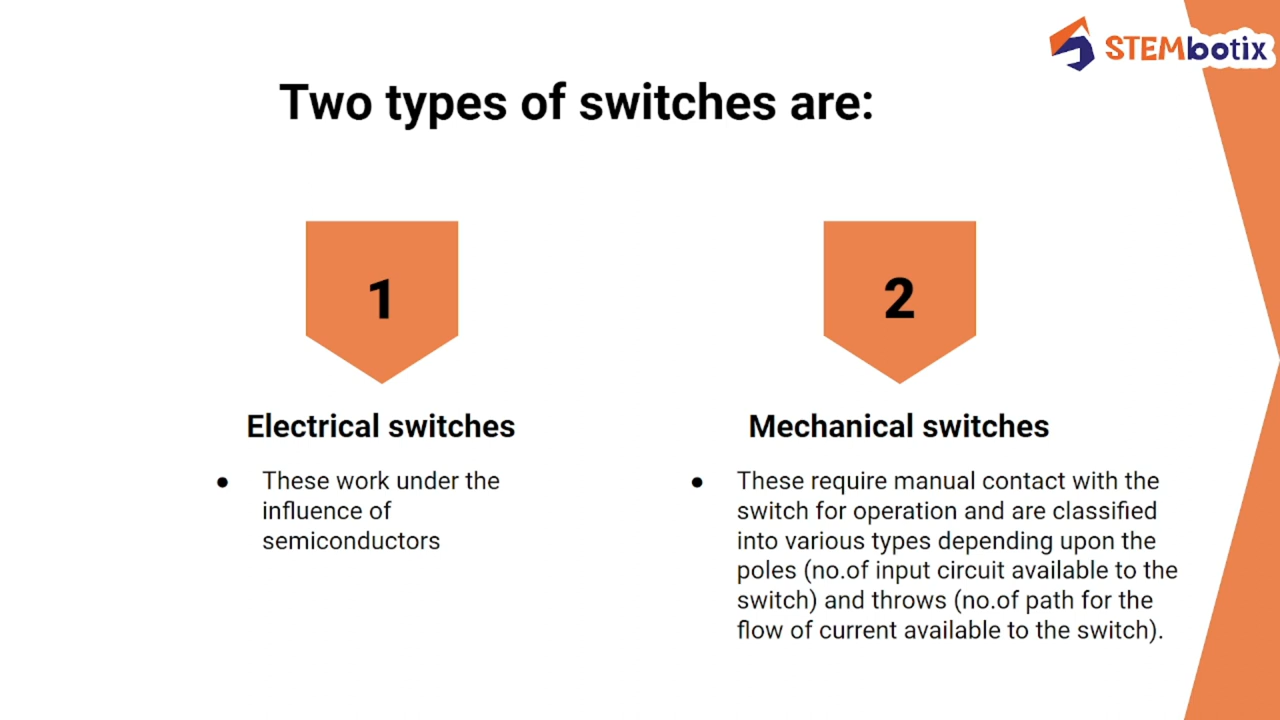 STEMbotix
Two types of switches are:
1
2
Electrical switches
● These work under the
influence of
semiconductors
Mechanical switches
● These require manual contact with the
switch for operation and are classified
into various types depending upon the
poles (no.of input circuit available to the
switch) and throws (no.of path for the
flow of current available to the switch).